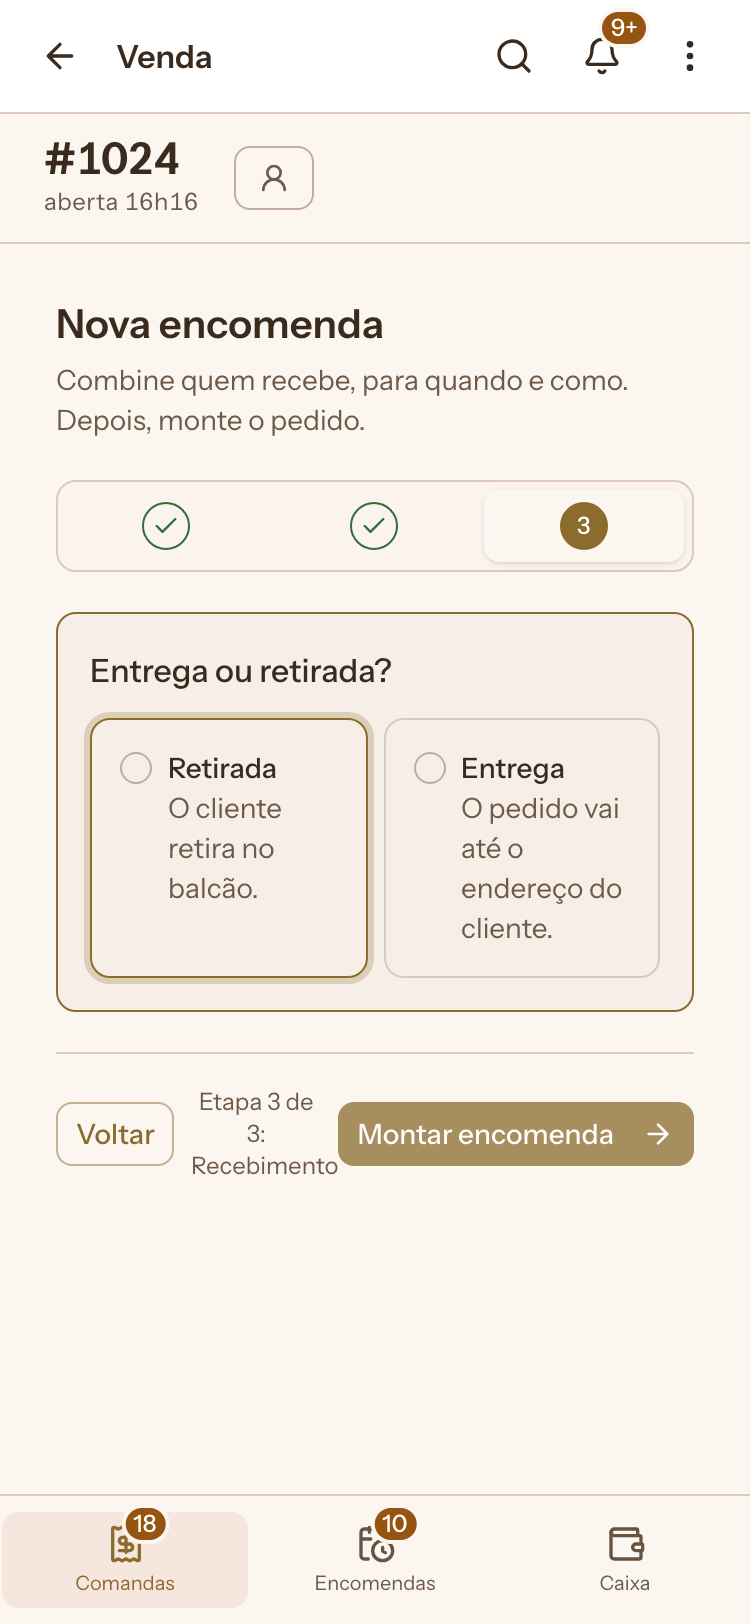 Venda
9+
#1024
aberta 16h16
Nova encomenda
Combine quem recebe, para quando e como.
Depois, monte o pedido.
3
Entrega ou retirada?
Retirada
O cliente
retira no
balcão.
Entrega
O pedido vai
até o
endereço do
cliente.
Voltar
Etapa 3 de
3:
Recebimento
Montar encomenda
18
Comandas
10
Encomendas
Caixa